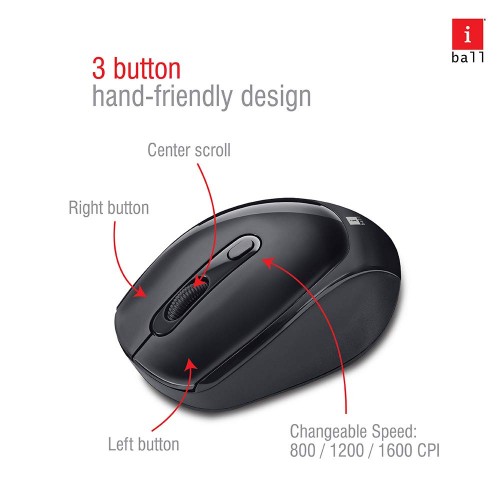 i
ball
3 button
hand-friendly design
Center scroll
Right button
Left button
Changeable Speed:
800 / 1200 / 1600 CPI